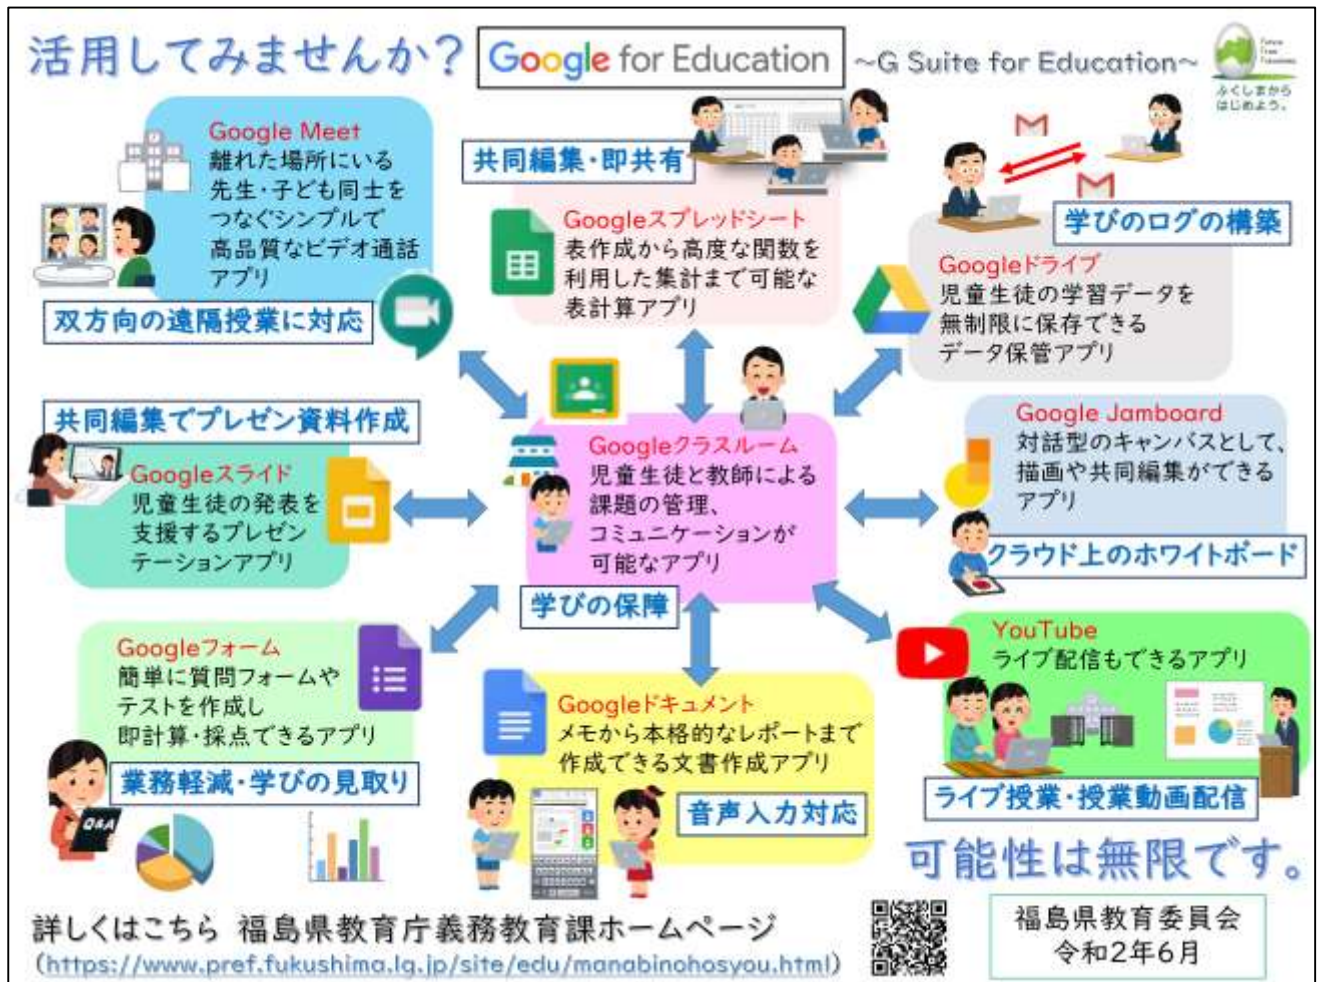 活用してみませんか?
Google for Education
～G Suite for Education～
ふくしまから
はじめよう。
Google Meet
離れた場所にいる
先生・子ども同士を
つなぐシンプルで
高品質なビデオ通話
アプリ
双方向の遠隔授業に対応
共同編集・即共有
Googleスプレッドシート
表作成から高度な関数を
利用した集計まで可能な
表計算アプリ
学びのログの構築
Googleドライブ
児童生徒の学習データを
無制限に保存できる
データ保管アプリ
共同編集でプレゼン資料作成
Googleスライド
児童生徒の発表を
支援するプレゼン
テーションアプリ
Googleクラスルーム
児童生徒と教師による
課題の管理、
コミュニケーションが
可能なアプリ
学びの保障
Google Jamboard
対話型のキャンバスとして、
描画や共同編集ができる
アプリ
クラウド上のホワイトボード
Googleフォーム
簡単に質問フォームや
テストを作成し
即計算・採点できるアプリ
業務軽減・学びの見取り
Q&A
Googleドキュメント
メモから本格的なレポートまで
作成できる文書作成アプリ
音声入力対応
YouTube
ライブ配信もできるアプリ
ライブ授業・授業動画配信
可能性は無限です。
詳しくはこちら 福島県教育庁義務教育課ホームページ
(https://www.pref.fukushima.lg.jp/site/edu/manabinohosyou.html)
福島県教育委員会
令和2年6月